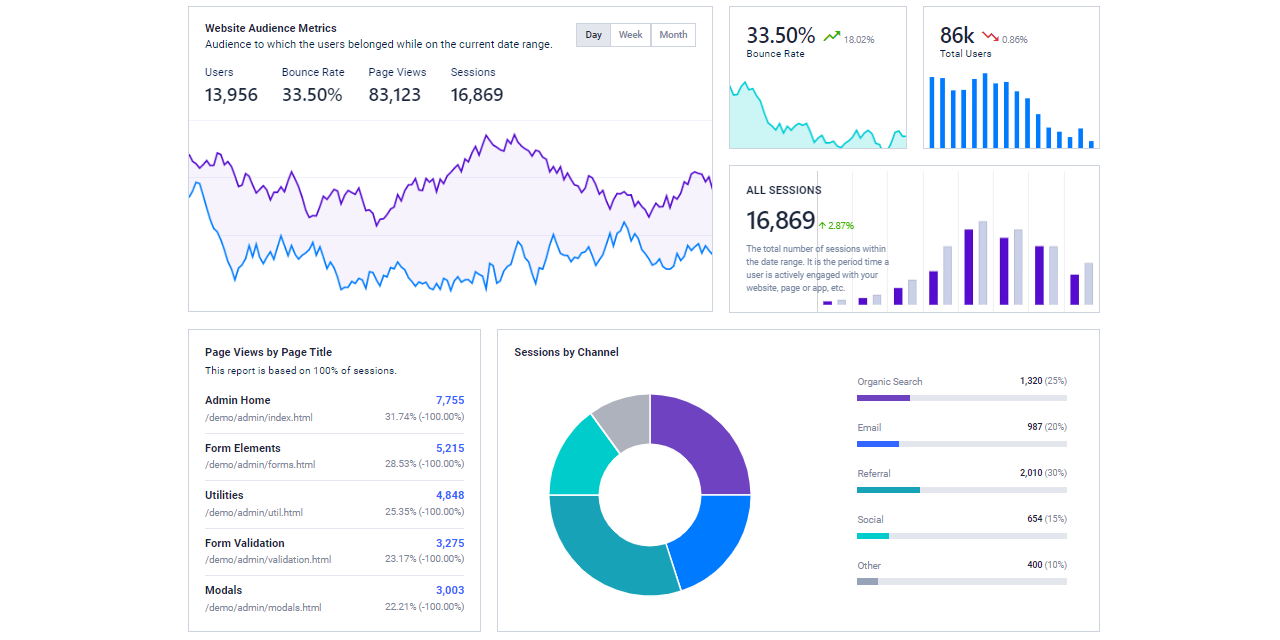 Website Audience Metrics
Audience to which the users belonged while on the current date range.
Day Week Month
Users Bounce Rate Page Views Sessions
13,956 33.50% 83,123 16,869
33.50% 18.02%
Bounce Rate
86k 0.86%
Total Users
ALL SESSIONS
16,869 2.87%
The total number of sessions within
the date range. It is the period time a
user is actively engaged with your
website, page or app, etc.
Page Views by Page Title
This report is based on 100% of sessions.
Admin Home 7,755
/demo/admin/index.html 31.74% (-100.00%)
Form Elements 5,215
/demo/admin/forms.html 28.53% (-100.00%)
Utilities 4,848
/demo/admin/util.html 25.35% (-100.00%)
Form Validation 3,275
/demo/admin/validation.html 23.17% (-100.00%)
Modals 3,003
/demo/admin/modals.html 22.21% (-100.00%)
Sessions by Channel
Organic Search 1,320 (25%)
Email 987 (20%)
Referral 2,010 (30%)
Social 654 (15%)
Other 400 (10%)